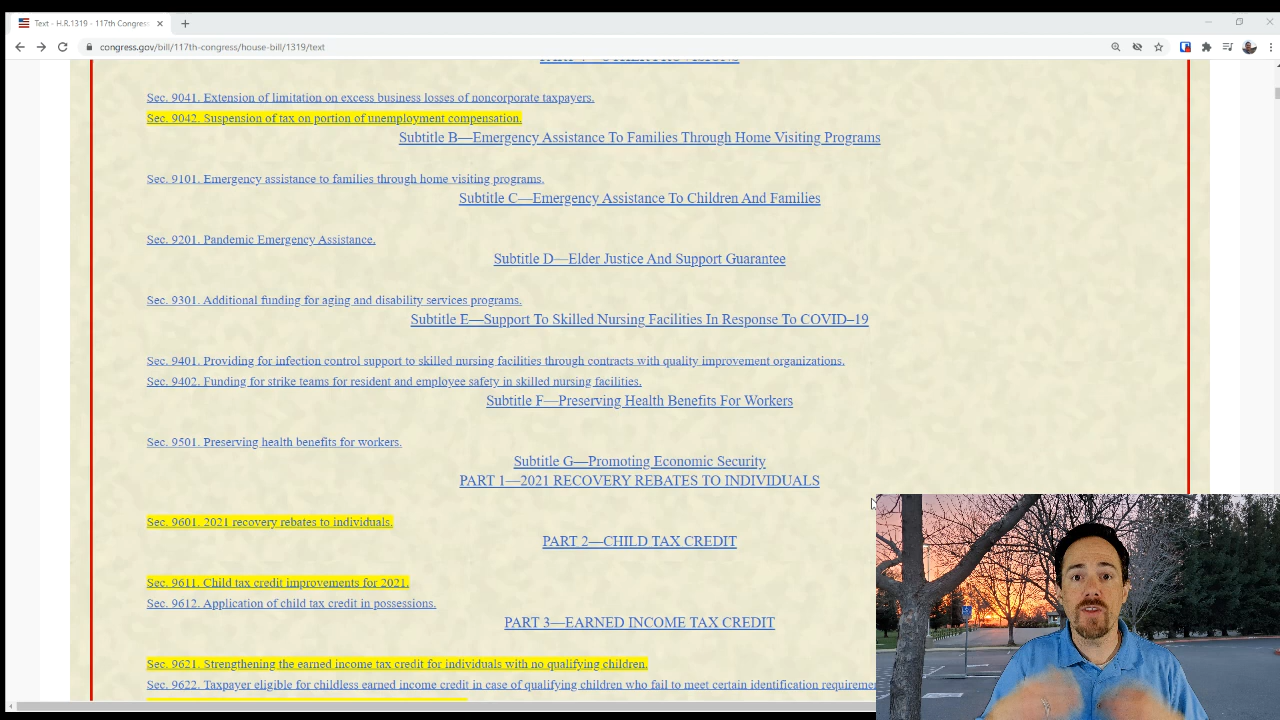 Text - H.R.1319 - 117th Congress
congress.gov/bill/117th-congress/house-bill/1319/text
PART 4—OTHER PROVISIONS
Sec. 9041. Extension of limitation on excess business losses of noncorporate taxpayers.
Sec. 9042. Suspension of tax on portion of unemployment compensation.
Subtitle B—Emergency Assistance To Families Through Home Visiting Programs
Sec. 9101. Emergency assistance to families through home visiting programs.
Subtitle C—Emergency Assistance To Children And Families
Sec. 9201. Pandemic Emergency Assistance.
Subtitle D—Elder Justice And Support Guarantee
Sec. 9301. Additional funding for aging and disability services programs.
Subtitle E—Support To Skilled Nursing Facilities In Response To COVID–19
Sec. 9401. Providing for infection control support to skilled nursing facilities through contracts with quality improvement organizations.
Sec. 9402. Funding for strike teams for resident and employee safety in skilled nursing facilities.
Subtitle F—Preserving Health Benefits For Workers
Sec. 9501. Preserving health benefits for workers.
Subtitle G—Promoting Economic Security
PART 1—2021 RECOVERY REBATES TO INDIVIDUALS
Sec. 9601. 2021 recovery rebates to individuals.
PART 2—CHILD TAX CREDIT
Sec. 9611. Child tax credit improvements for 2021.
Sec. 9612. Application of child tax credit in possessions.
PART 3—EARNED INCOME TAX CREDIT
Sec. 9621. Strengthening the earned income tax credit for individuals with no qualifying children.
Sec. 9622. Taxpayer eligible for childless earned income credit in case of qualifying children who fail to meet certain identification requireme